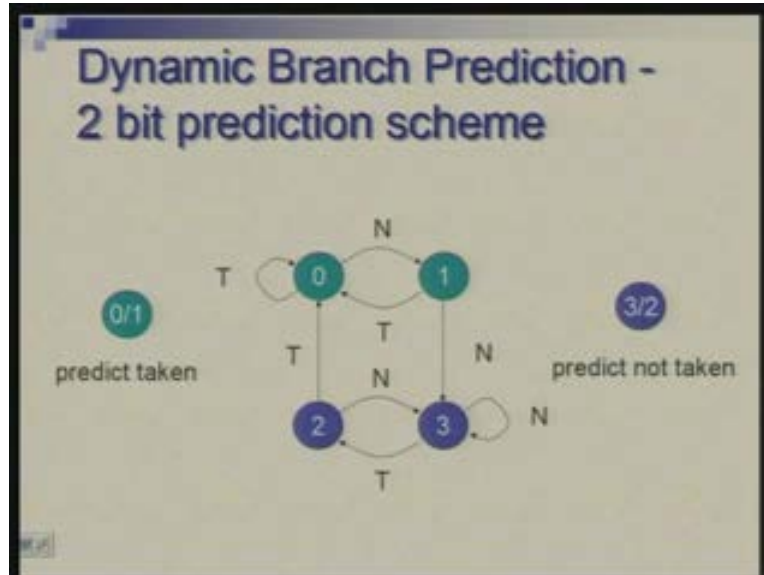 Dynamic Branch Prediction -
2 bit prediction scheme
N
T
0
1
0/1
3/2
T
predict taken
T
N
predict not taken
N
2
3
N
T